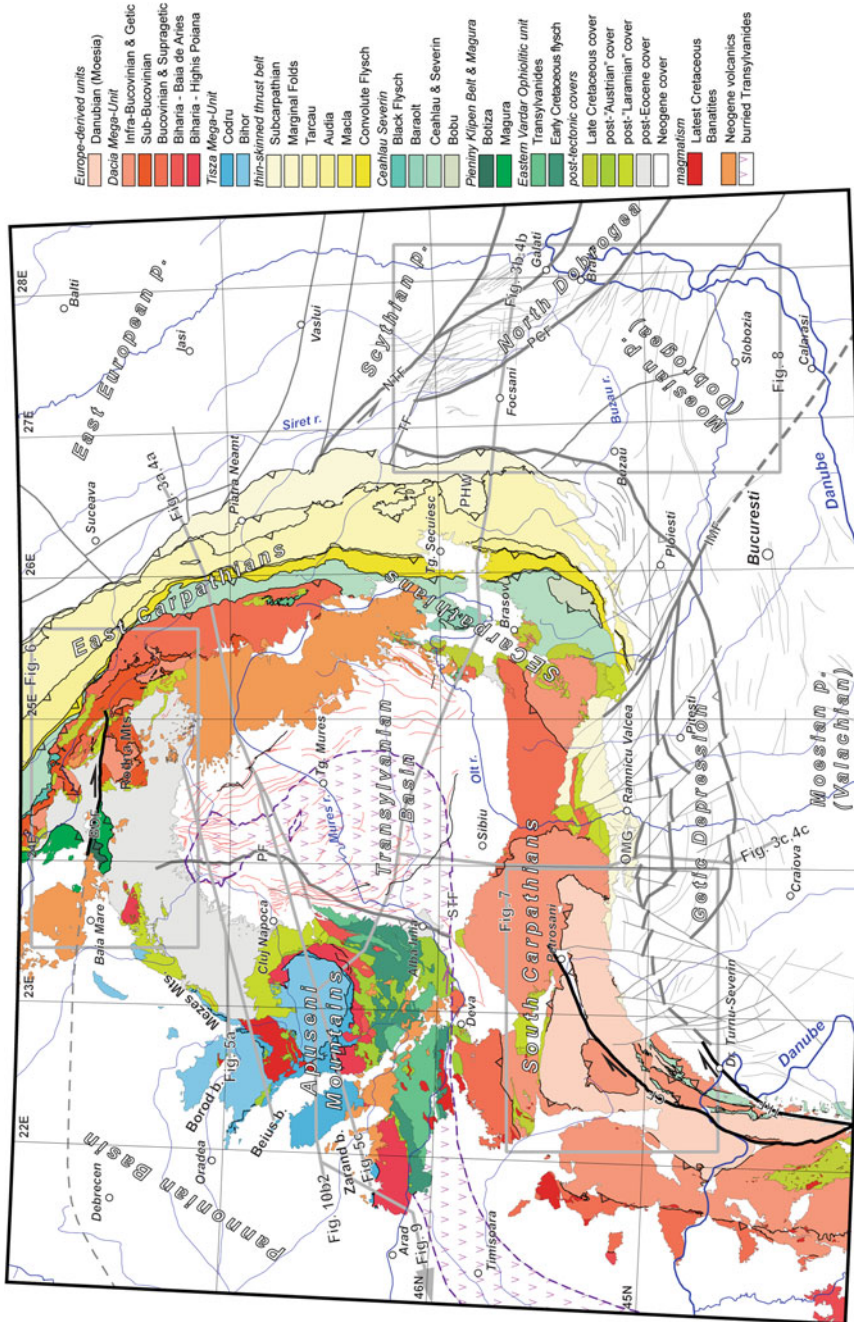 Europe-derived units
Danubian (Moesia)
Dacia Mega-Unit
Infra-Bucovinian & Getic
Sub-Bucovinian
Bucovinian & Supragetic
Biharia - Baia de Aries
Biharia - Highis Poiana
Tisza Mega-Unit
Codru
Bihor
thin-skinned thrust belt
Subcarpathian
Marginal Folds
Tarcau
Audia
Macla
Convolute Flysch
Ceahlau Severin
Black Flysch
Baraolt
Ceahlau & Severin
Bobu
Pieniny Klipen Belt & Magura
Botiza
Magura
Eastern Vardar Ophiolitic unit
Transylvanides
Early Cretaceous flysch
post-tectonic covers
Late Cretaceous cover
post-"Austrian" cover
post-"Laramian" cover
post-Eocene cover
Neogene cover
magmatism
Latest Cretaceous
Banatites
Neogene volcanics
burried Transylvanides
22E
23E
24E
25E
26E
27E
28E
46N
45N
Debrecen
Oradea
Pannonian Basin
Baia Mare
Mezes Mts.
Borod b.
Fig. 5a
Beius b.
Apuseni
Mountains
Fig. 10b2
Zarand b.
Fig. 5c
Arad
Fig. 9
Timisoara
Cluj Napoca
Alba Iulia
Deva
STF
PF
Rodna Mts.
Fig. 6
Suceava
Balti
Iasi
East European p.
Fig. 3a,4a
Piatra Neamt
Vaslui
Siret r.
East Carpathians
Tg. Mures
Mures r.
Transylvanian
Basin
Tg. Secuiesc
PHW
SE Carpathians
Brasov
Olt r.
Sibiu
Scythian p.
NTF
TF
PCF
North Dobrogea
Fig. 3b,4b
Galati
Braila
Focsani
Buzau r.
Buzau
Moesian p.
(Dobrogea)
Slobozia
Fig. 8
Calarasi
Danube
Ploiesti
IMF
Bucuresti
South Carpathians
Fig. 7
Petrosani
CF
OMG
Ramnicu Valcea
Pitesti
Getic Depression
Fig. 3c,4c
Craiova
Dr. Turnu-Severin
Danube
Moesian p.
(Valachian)